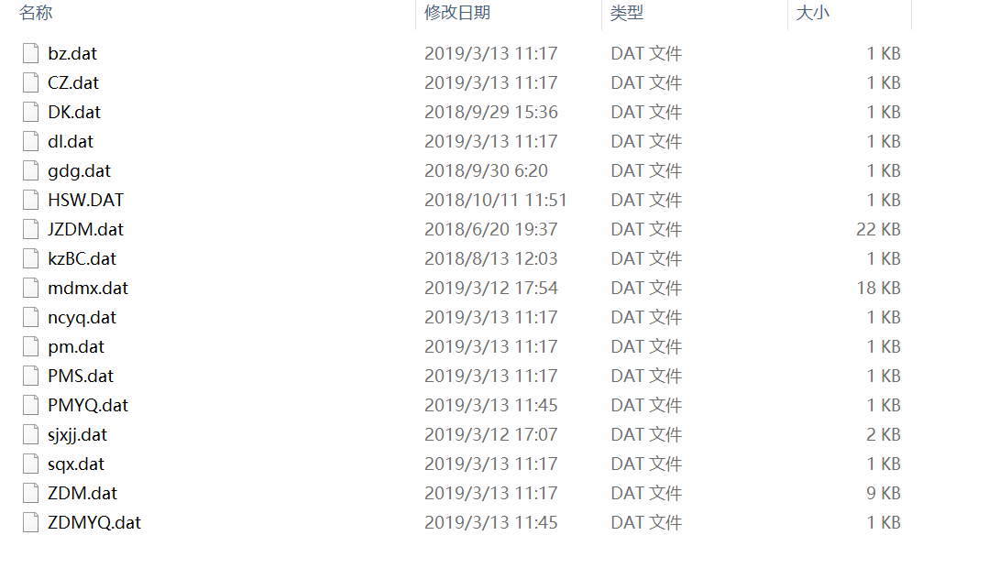 名称 修改日期 类型 大小
bz.dat 2019/3/13 11:17 DAT 文件 1 KB
CZ.dat 2019/3/13 11:17 DAT 文件 1 KB
DK.dat 2018/9/29 15:36 DAT 文件 1 KB
dl.dat 2019/3/13 11:17 DAT 文件 1 KB
gdg.dat 2018/9/30 6:20 DAT 文件 1 KB
HSW.DAT 2018/10/11 11:51 DAT 文件 1 KB
JZDM.dat 2018/6/20 19:37 DAT 文件 22 KB
kzBC.dat 2018/8/13 12:03 DAT 文件 1 KB
mdmx.dat 2019/3/12 17:54 DAT 文件 18 KB
ncyq.dat 2019/3/13 11:17 DAT 文件 1 KB
pm.dat 2019/3/13 11:17 DAT 文件 1 KB
PMS.dat 2019/3/13 11:17 DAT 文件 1 KB
PMYQ.dat 2019/3/13 11:45 DAT 文件 1 KB
sjxjj.dat 2019/3/12 17:07 DAT 文件 2 KB
sqx.dat 2019/3/13 11:17 DAT 文件 1 KB
ZDM.dat 2019/3/13 11:17 DAT 文件 9 KB
ZDMYQ.dat 2019/3/13 11:45 DAT 文件 1 KB